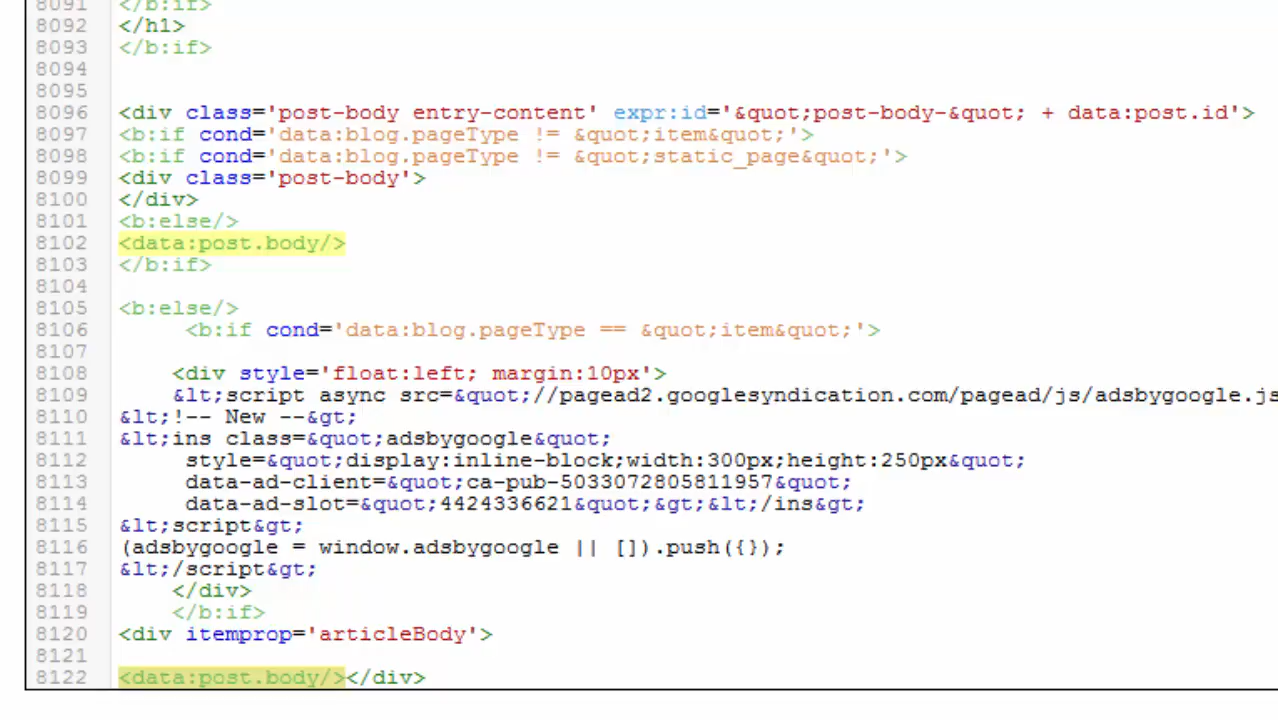 8091 </b:if>
8092 </h1>
8093 </b:if>
8094
8095
8096 <div class='post-body entry-content' expr:id='&quot;post-body-&quot; + data:post.id'>
8097 <b:if cond='data:blog.pageType != &quot;item&quot;'>
8098 <b:if cond='data:blog.pageType != &quot;static_page&quot;'>
8099 <div class='post-body'>
8100 </div>
8101 <b:else/>
8102 <data:post.body/>
8103 </b:if>
8104
8105 <b:else/>
8106 <b:if cond='data:blog.pageType == &quot;item&quot;'>
8107
8108 <div style='float:left; margin:10px'>
8109 &lt;script async src=&quot;//pagead2.googlesyndication.com/pagead/js/adsbygoogle.js
8110 &lt;!-- New --&gt;
8111 &lt;ins class=&quot;adsbygoogle&quot;
8112 style=&quot;display:inline-block;width:300px;height:250px&quot;
8113 data-ad-client=&quot;ca-pub-5033072805811957&quot;
8114 data-ad-slot=&quot;4424336621&quot;&gt;&lt;/ins&gt;
8115 &lt;script&gt;
8116 (adsbygoogle = window.adsbygoogle || []).push({});
8117 &lt;/script&gt;
8118 </div>
8119 </b:if>
8120 <div itemprop='articleBody'>
8121
8122 <data:post.body/></div>